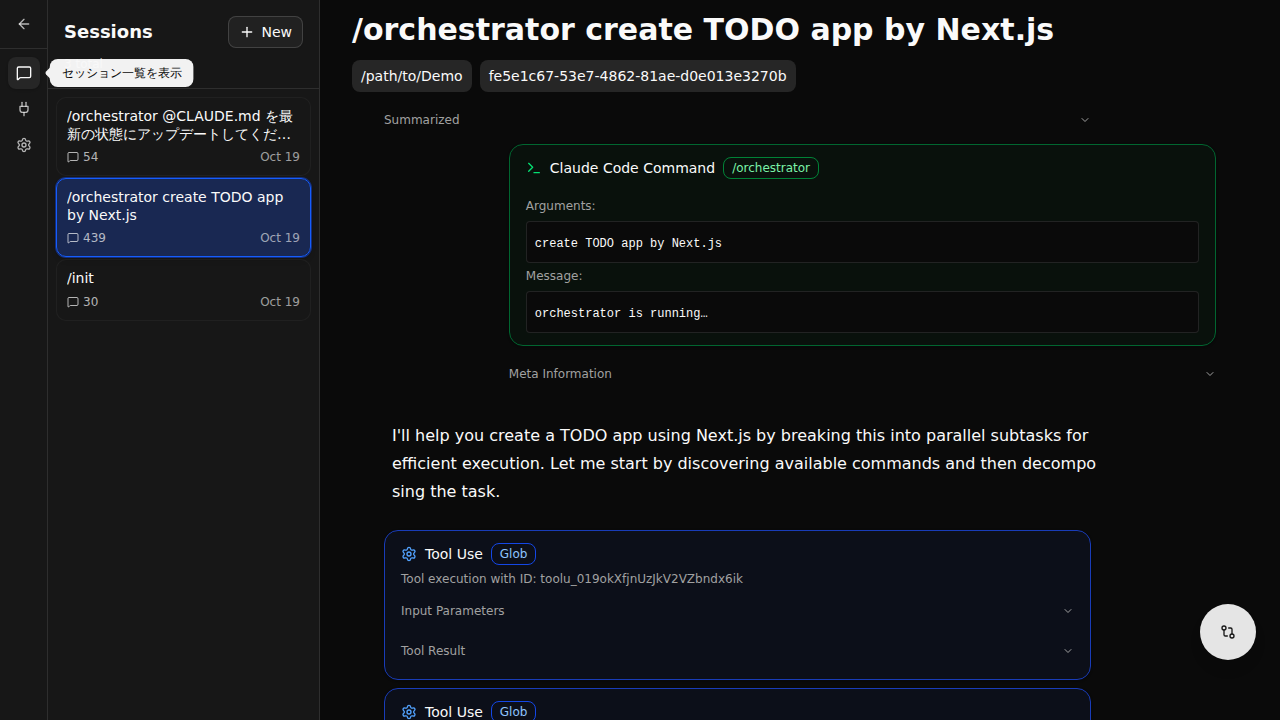 Sessions
New
セッション一覧を表示
/orchestrator @CLAUDE.md を最
新の状態にアップデートしてくだ…
54
Oct 19
/orchestrator create TODO app
by Next.js
439
Oct 19
/init
30
Oct 19
/orchestrator create TODO app by Next.js
/path/to/Demo
fe5e1c67-53e7-4862-81ae-d0e013e3270b
Summarized
Claude Code Command
/orchestrator
Arguments:
create TODO app by Next.js
Message:
orchestrator is running…
Meta Information
I'll help you create a TODO app using Next.js by breaking this into parallel subtasks for
efficient execution. Let me start by discovering available commands and then decompo
sing the task.
Tool Use
Glob
Tool execution with ID: toolu_019okXfjnUzJkV2VZbndx6ik
Input Parameters
Tool Result
Tool Use
Glob